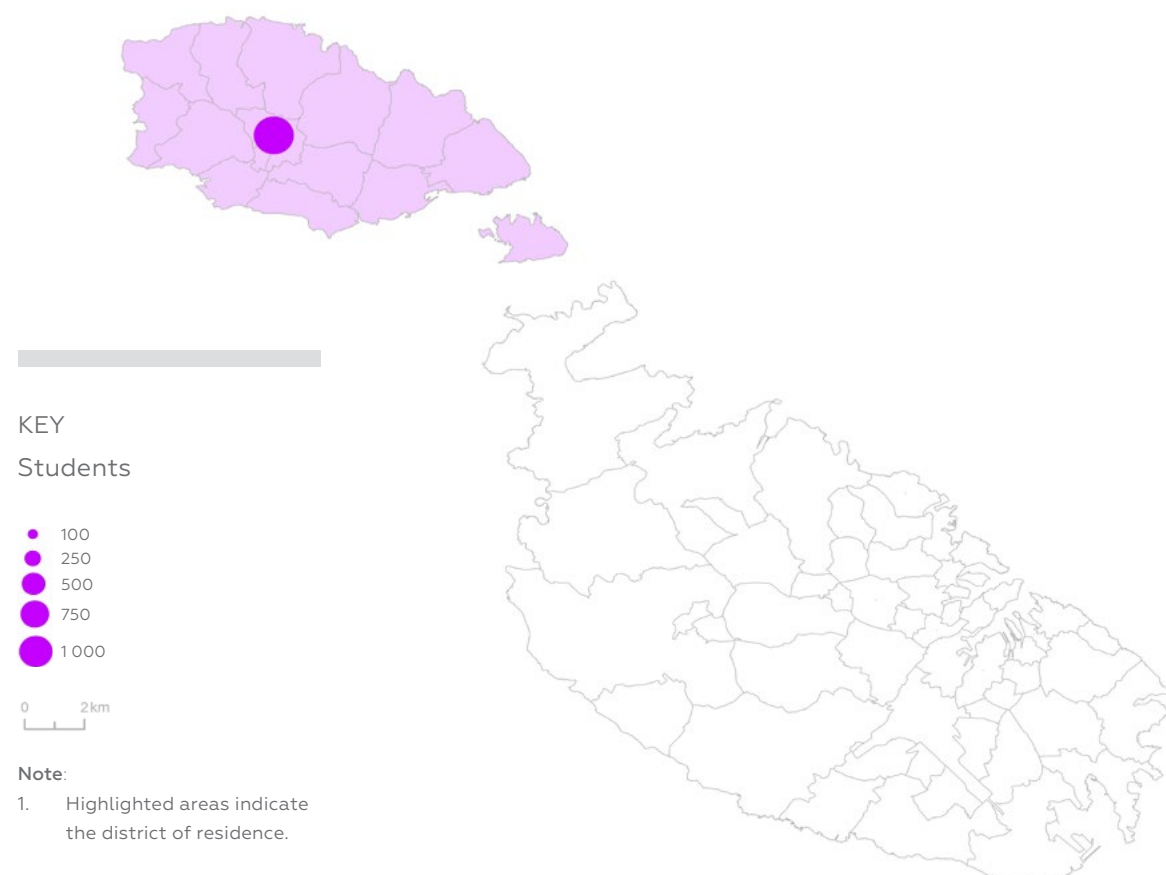 KEY
Students
100
250
500
750
1 000
0 2km
Note:
1. Highlighted areas indicate
the district of residence.